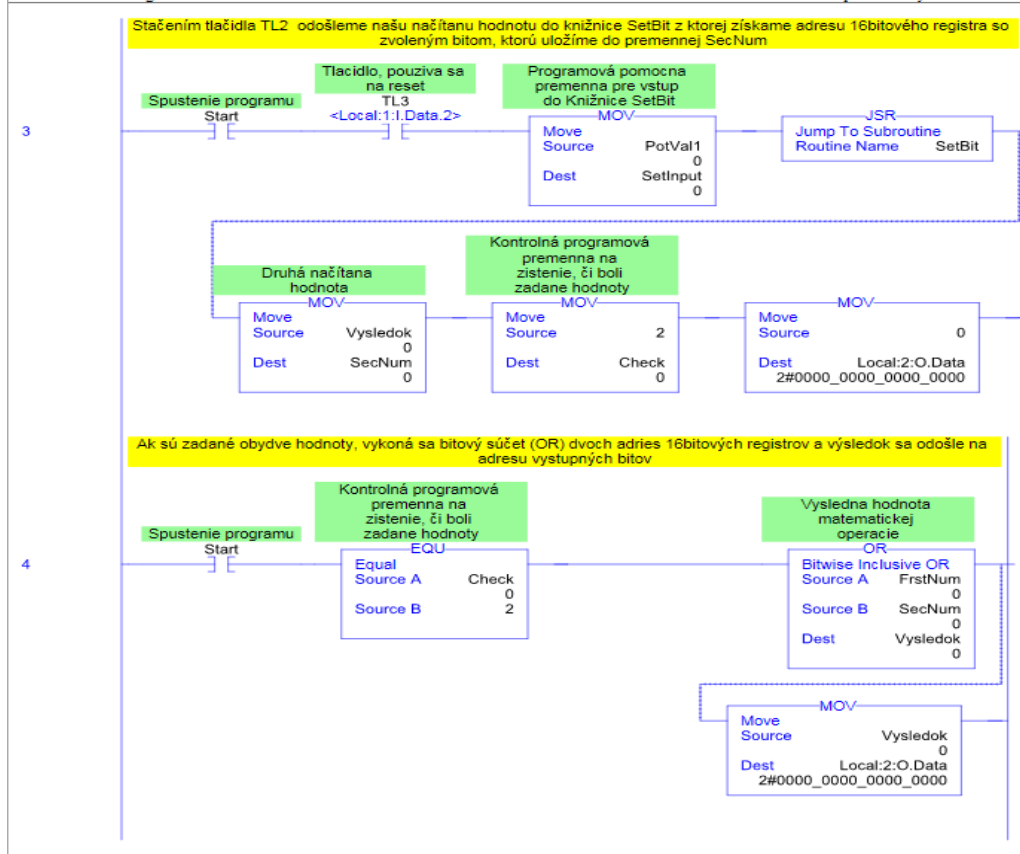 Stačením tlačidla TL2 odošleme našu načítanu hodnotu do knižnice SetBit z ktorej získame adresu 16bitového registra so
zvoleným bitom, ktorú uložíme do premennej SecNum
Spustenie programu
Start
Tlacidlo, pouziva sa
na reset
TL3
<Local:1:I.Data.2>
Programová pomocna
premenna pre vstup
do Knižnice SetBit
MOV
Move
Source PotVal1
0
Dest SetInput
0
JSR
Jump To Subroutine
Routine Name SetBit
3
Druhá načítana
hodnota
MOV
Move
Source Vysledok
0
Dest SecNum
0
Kontrolná programová
premenna na
zistenie, či boli
zadane hodnoty
MOV
Move
Source 2
Dest Check
0
MOV
Move
Source 0
Dest Local:2:O.Data
2#0000_0000_0000_0000
Ak sú zadané obydve hodnoty, vykoná sa bitový súčet (OR) dvoch adries 16bitových registrov a výsledok sa odošle na
adresu vystupných bitov
Spustenie programu
Start
Kontrolná programová
premenna na
zistenie, či boli
zadane hodnoty
EQU
Equal
Source A Check
0
Source B 2
Vysledna hodnota
matematickej
operacie
OR
Bitwise Inclusive OR
Source A FrstNum
0
Source B SecNum
0
Dest Vysledok
0
4
MOV
Move
Source Vysledok
0
Dest Local:2:O.Data
2#0000_0000_0000_0000